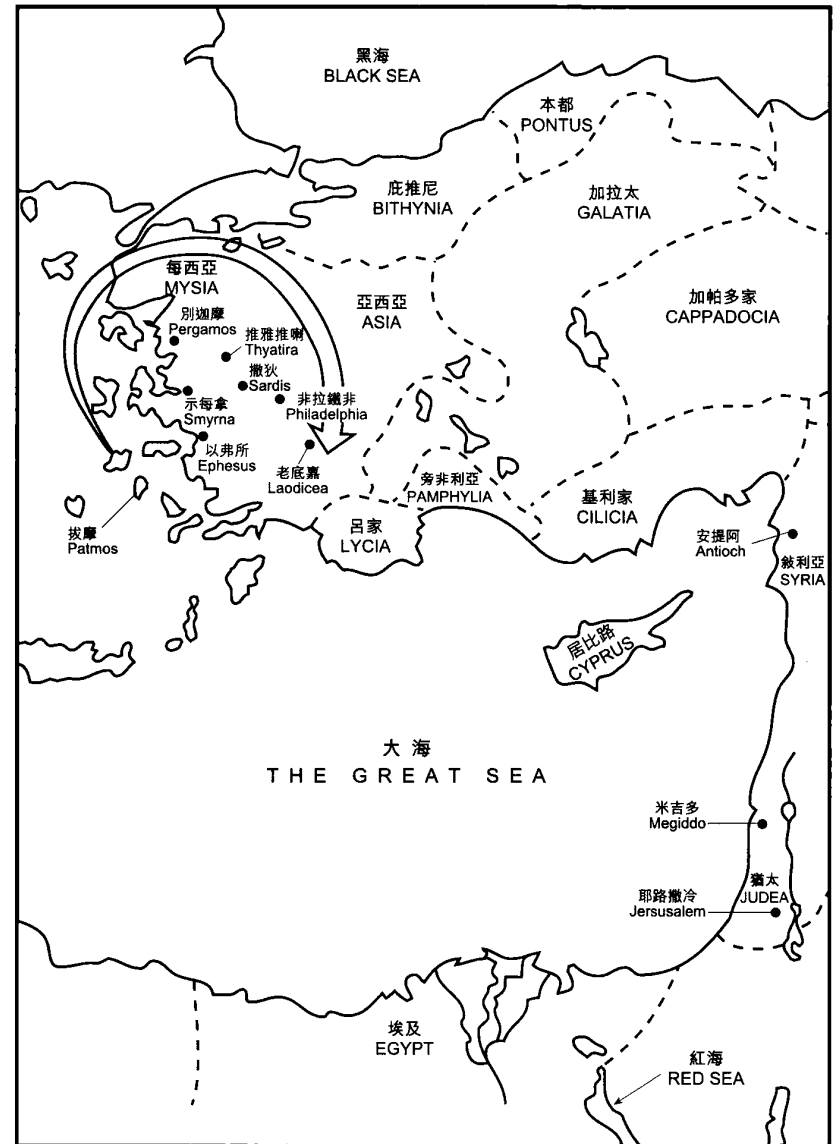 黑海
BLACK SEA
本都
PONTUS
庇推尼
BITHYNIA
加拉太
GALATIA
每西亞
MYSIA
亞西亞
ASIA
加帕多家
CAPPADOCIA
別迦摩
Pergamos
推雅推喇
Thyatira
撒狄
Sardis
非拉鐵非
Philadelphia
示每拿
Smyrna
以弗所
Ephesus
老底嘉
Laodicea
旁非利亞
PAMPHYLIA
基利家
CILICIA
拔摩
Patmos
呂家
LYCIA
安提阿
Antioch
敍利亞
SYRIA
居比路
CYPRUS
大海
THE GREAT SEA
米吉多
Megiddo
猶太
JUDEA
耶路撒冷
Jersusalem
埃及
EGYPT
紅海
RED SEA